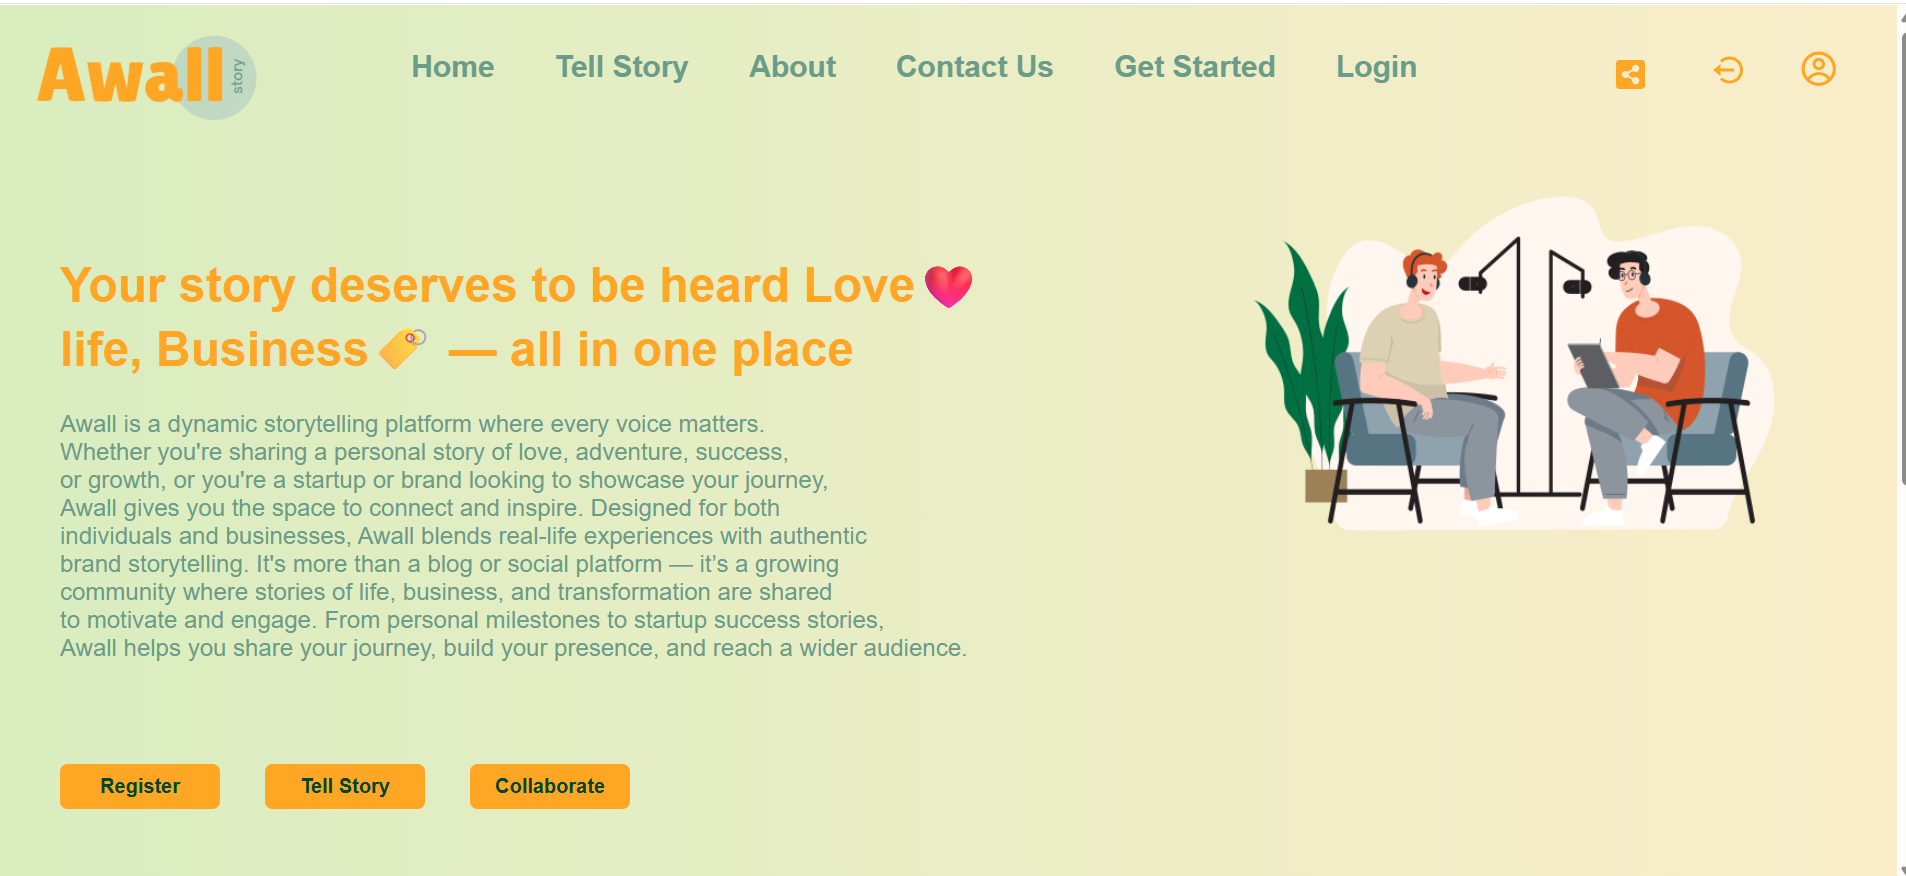 Awall story
Home Tell Story About Contact Us Get Started Login
Your story deserves to be heard Love
life, Business — all in one place
Awall is a dynamic storytelling platform where every voice matters.
Whether you're sharing a personal story of love, adventure, success,
or growth, or you're a startup or brand looking to showcase your journey,
Awall gives you the space to connect and inspire. Designed for both
individuals and businesses, Awall blends real-life experiences with authentic
brand storytelling. It's more than a blog or social platform — it’s a growing
community where stories of life, business, and transformation are shared
to motivate and engage. From personal milestones to startup success stories,
Awall helps you share your journey, build your presence, and reach a wider audience.
Register Tell Story Collaborate